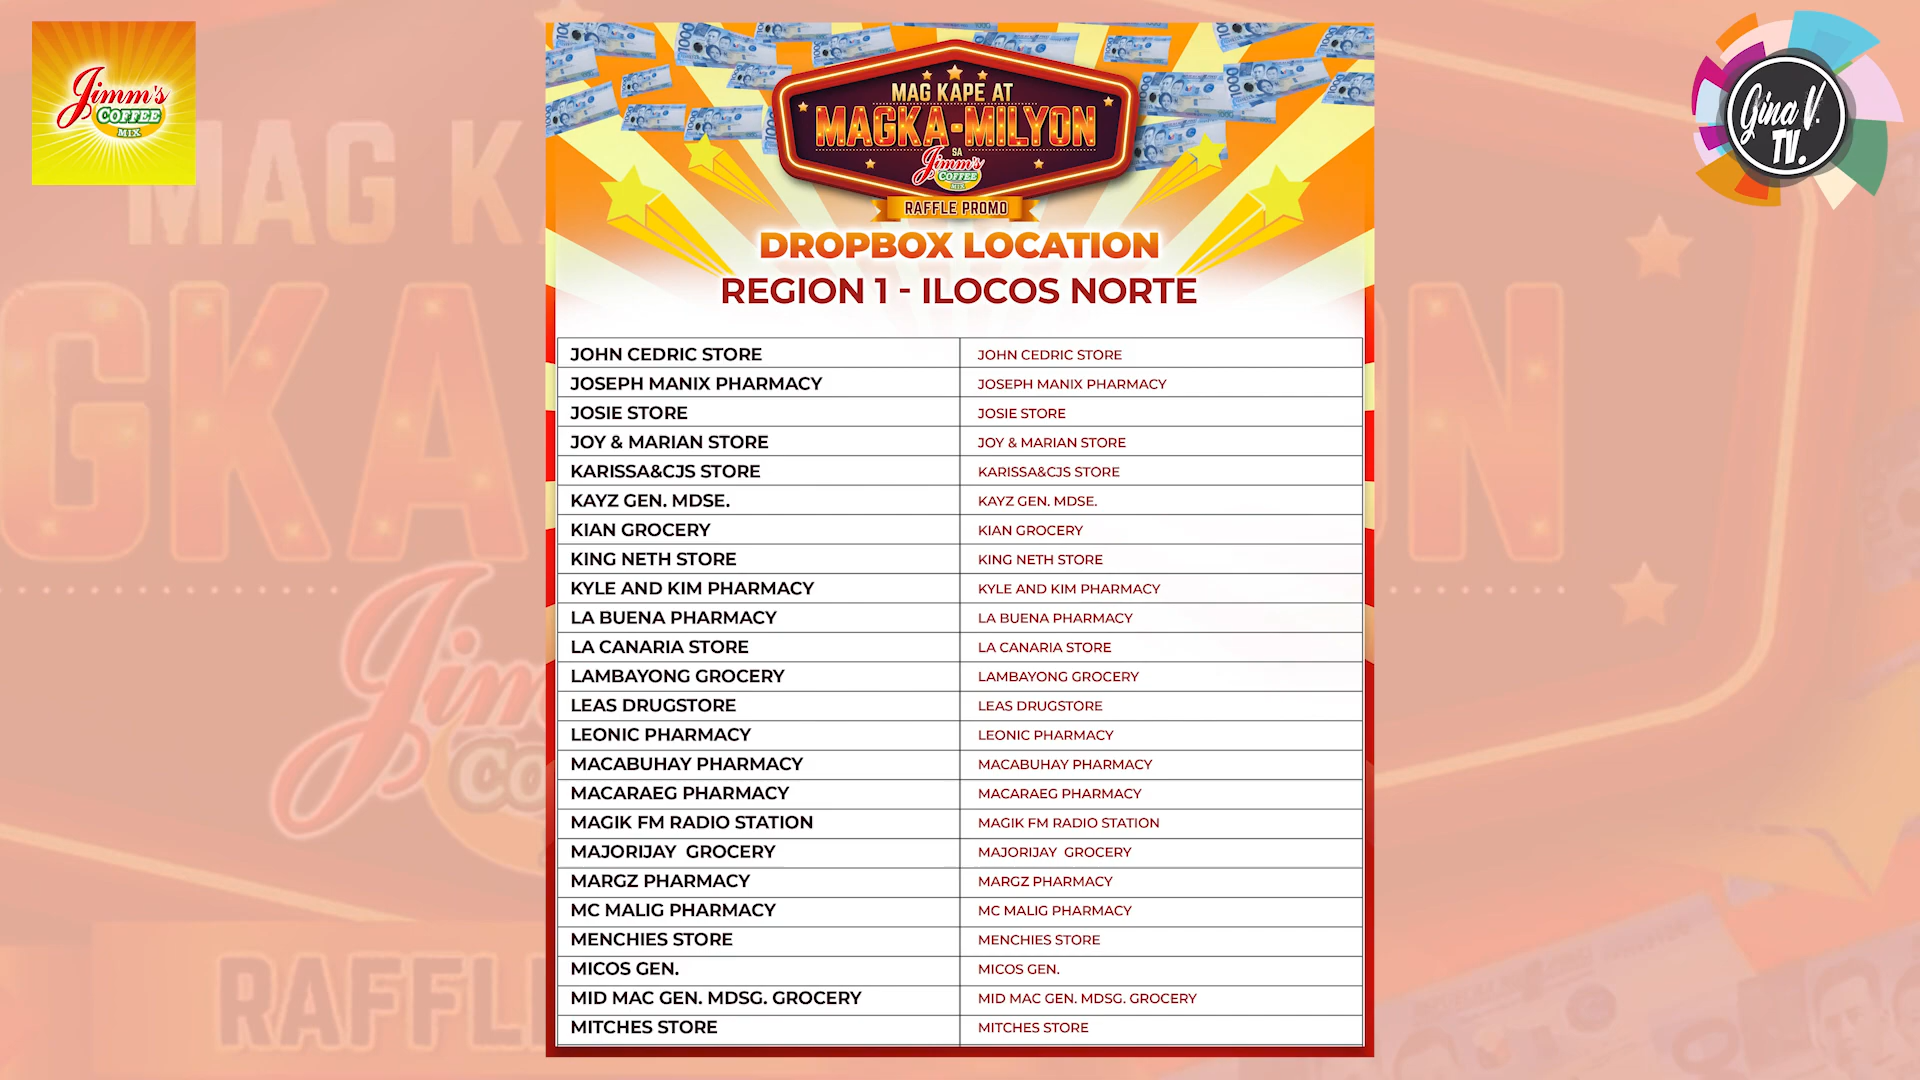 Jimm's
COFFEE
MIX
MAG KAPE AT
MAGKA-MILYON
SA
Jimm's
COFFEE
MIX
RAFFLE PROMO
Gina V.
TV.
DROPBOX LOCATION
REGION 1 - ILOCOS NORTE
JOHN CEDRIC STORE JOHN CEDRIC STORE
JOSEPH MANIX PHARMACY JOSEPH MANIX PHARMACY
JOSIE STORE JOSIE STORE
JOY & MARIAN STORE JOY & MARIAN STORE
KARISSA&CJS STORE KARISSA&CJS STORE
KAYZ GEN. MDSE. KAYZ GEN. MDSE.
KIAN GROCERY KIAN GROCERY
KING NETH STORE KING NETH STORE
KYLE AND KIM PHARMACY KYLE AND KIM PHARMACY
LA BUENA PHARMACY LA BUENA PHARMACY
LA CANARIA STORE LA CANARIA STORE
LAMBAYONG GROCERY LAMBAYONG GROCERY
LEAS DRUGSTORE LEAS DRUGSTORE
LEONIC PHARMACY LEONIC PHARMACY
MACABUHAY PHARMACY MACABUHAY PHARMACY
MACARAEG PHARMACY MACARAEG PHARMACY
MAGIK FM RADIO STATION MAGIK FM RADIO STATION
MAJORIJAY GROCERY MAJORIJAY GROCERY
MARGZ PHARMACY MARGZ PHARMACY
MC MALIG PHARMACY MC MALIG PHARMACY
MENCHIES STORE MENCHIES STORE
MICOS GEN. MICOS GEN.
MID MAC GEN. MDSG. GROCERY MID MAC GEN. MDSG. GROCERY
MITCHES STORE MITCHES STORE